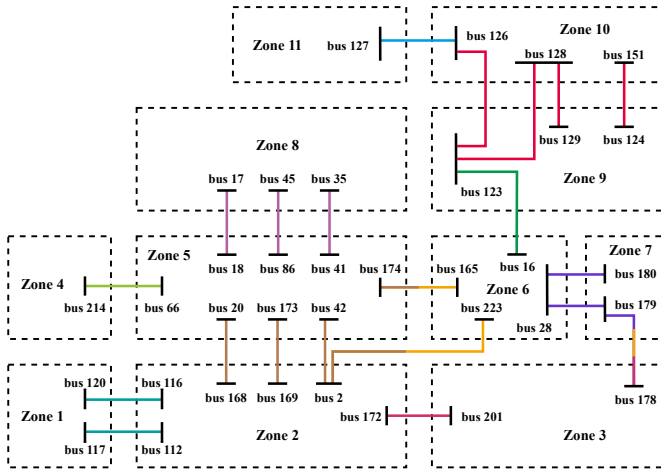 bus 126
Zone 10
Zone 11
bus 127
bus 128
bus 151
bus 129
bus 124
Zone 8
bus 17
bus 45
bus 35
bus 123
Zone 9
Zone 5
Zone 7
bus 18
bus 86
bus 41
bus 174
bus 165
bus 16
bus 180
Zone 4
Zone 6
bus 214
bus 66
bus 20
bus 173
bus 42
bus 223
bus 179
bus 28
bus 120
bus 116
bus 168
bus 169
bus 2
bus 178
Zone 1
bus 172
bus 201
bus 117
bus 112
Zone 2
Zone 3